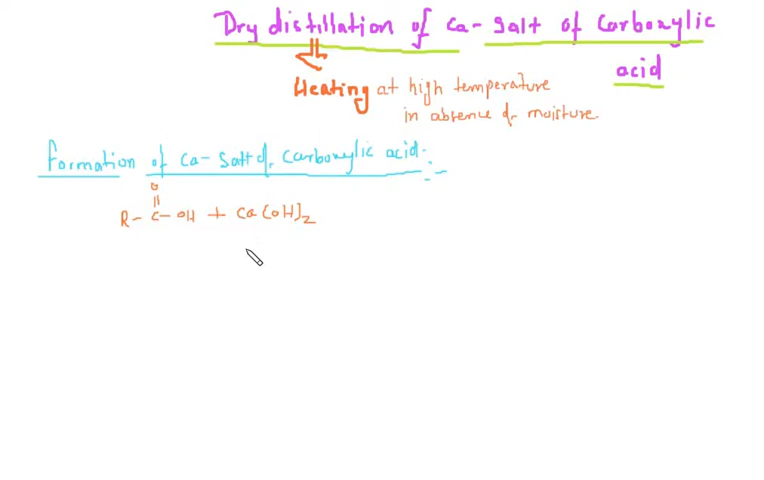 Dry distillation of Ca-salt of carboxylic
acid
Heating at high temperature
in absence of moisture.
Formation of Ca-salt of carboxylic acid:-
O
||
R-C-OH + Ca[OH]2